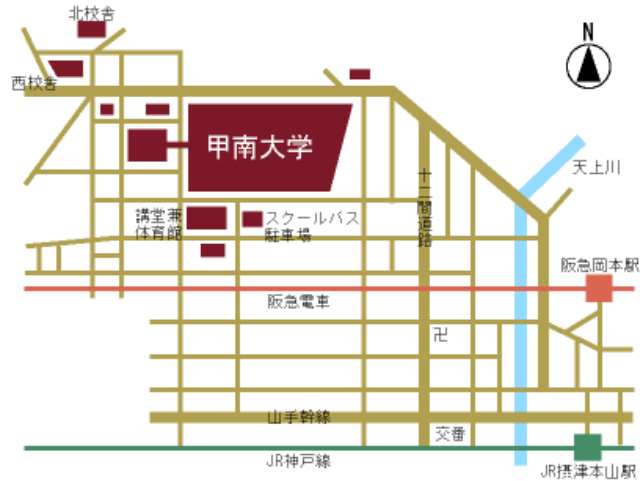 北校舎
N
西校舎
甲南大学
天上川
十二間道路
講堂兼
体育館
スクールバス
駐車場
阪急岡本駅
阪急電車
卍
山手幹線
交番
JR神戸線
JR摂津本山駅